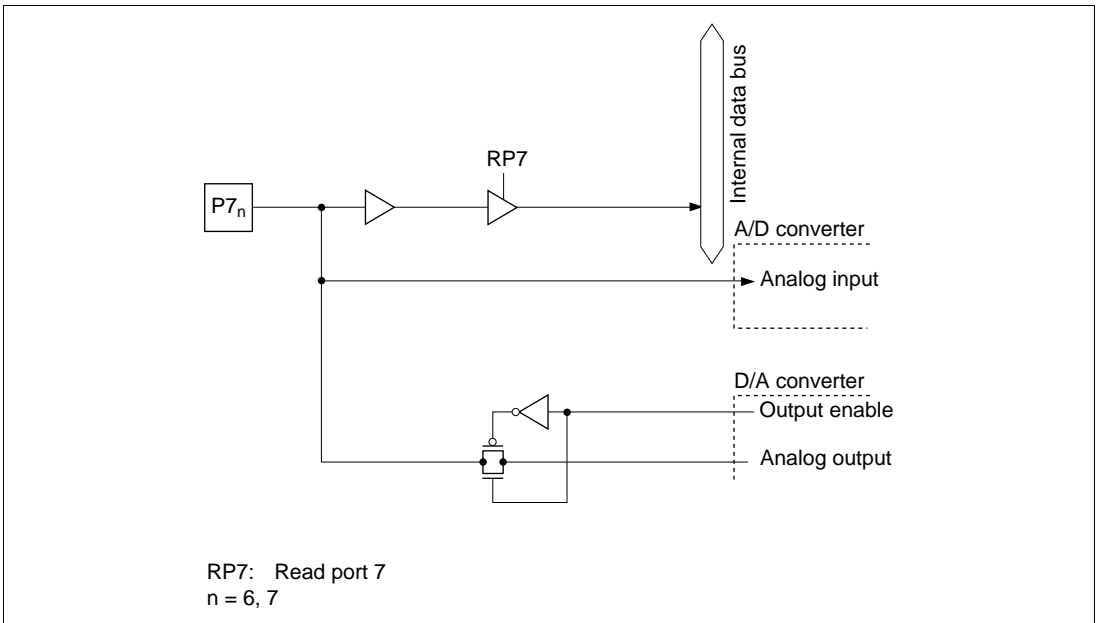 Internal data bus
RP7
P7n
A/D converter
Analog input
D/A converter
Output enable
Analog output
RP7: Read port 7
n = 6, 7